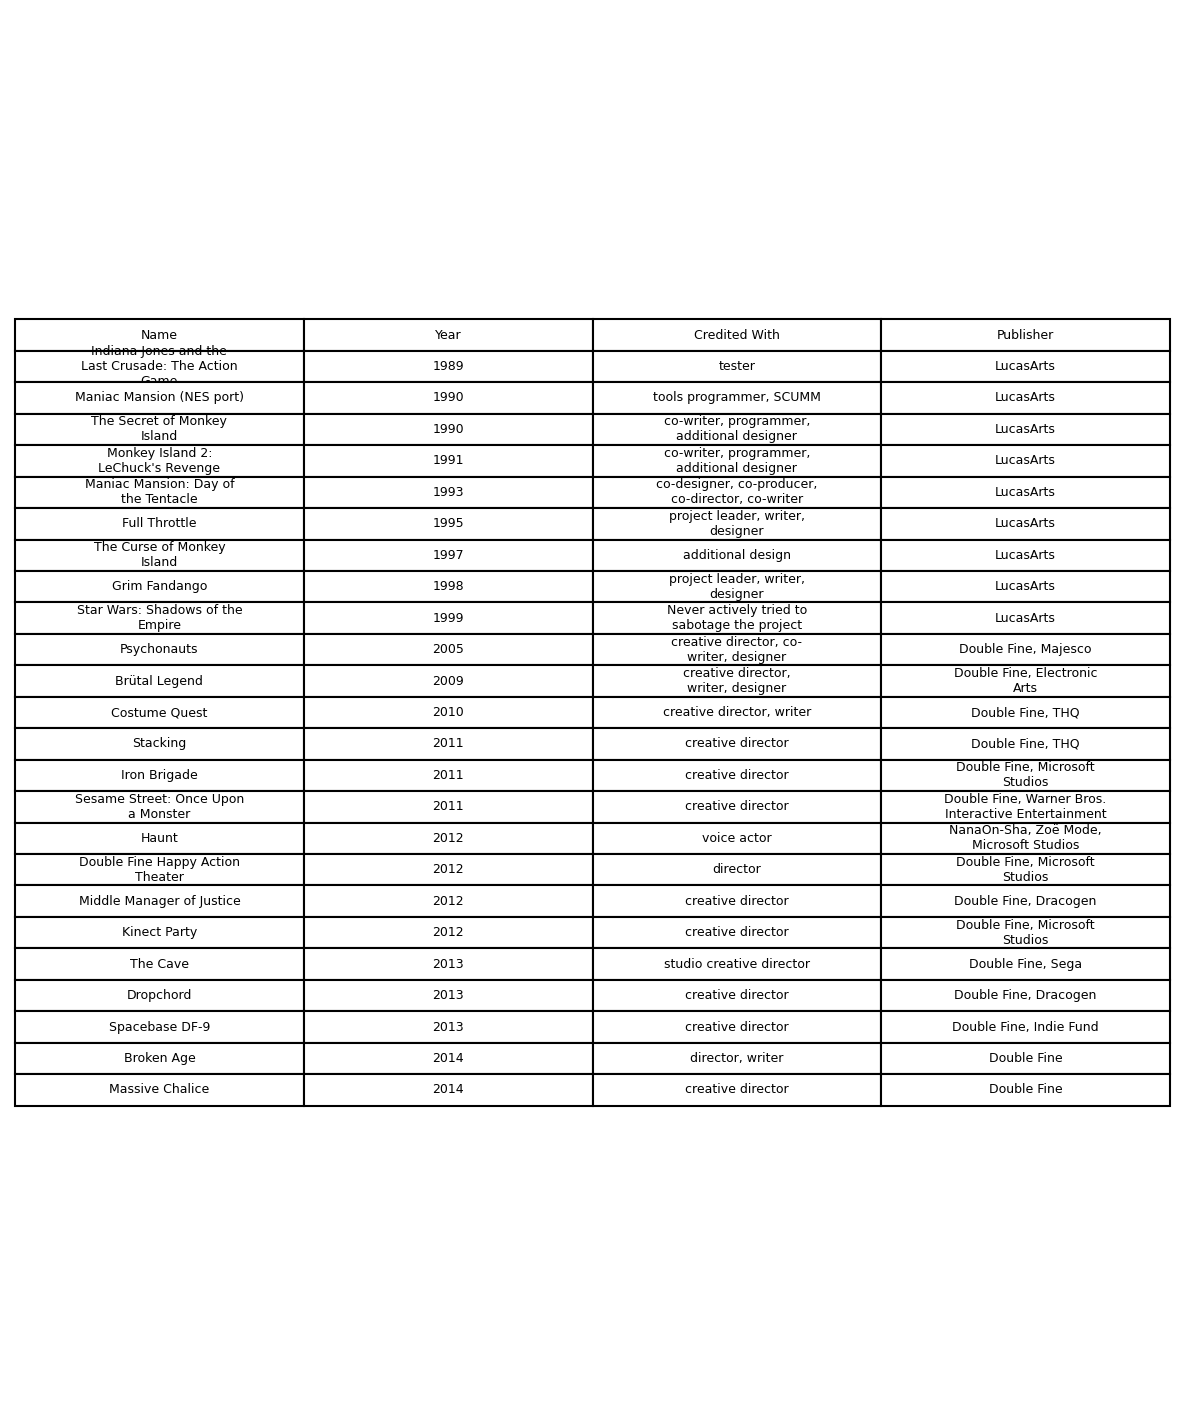 Name Year Credited With Publisher
Indiana Jones and the
Last Crusade: The Action
Game
1989 tester LucasArts
Maniac Mansion (NES port) 1990 tools programmer, SCUMM LucasArts
The Secret of Monkey
Island
1990
co-writer, programmer,
additional designer
LucasArts
Monkey Island 2:
LeChuck's Revenge
1991
co-writer, programmer,
additional designer
LucasArts
Maniac Mansion: Day of
the Tentacle
1993
co-designer, co-producer,
co-director, co-writer
LucasArts
Full Throttle 1995
project leader, writer,
designer
LucasArts
The Curse of Monkey
Island
1997 additional design LucasArts
Grim Fandango 1998
project leader, writer,
designer
LucasArts
Star Wars: Shadows of the
Empire
1999
Never actively tried to
sabotage the project
LucasArts
Psychonauts 2005
creative director, co-
writer, designer
Double Fine, Majesco
Brütal Legend 2009
creative director,
writer, designer
Double Fine, Electronic
Arts
Costume Quest 2010 creative director, writer Double Fine, THQ
Stacking 2011 creative director Double Fine, THQ
Iron Brigade 2011 creative director
Double Fine, Microsoft
Studios
Sesame Street: Once Upon
a Monster
2011 creative director
Double Fine, Warner Bros.
Interactive Entertainment
Haunt 2012 voice actor
NanaOn-Sha, Zoë Mode,
Microsoft Studios
Double Fine Happy Action
Theater
2012 director
Double Fine, Microsoft
Studios
Middle Manager of Justice 2012 creative director Double Fine, Dracogen
Kinect Party 2012 creative director
Double Fine, Microsoft
Studios
The Cave 2013 studio creative director Double Fine, Sega
Dropchord 2013 creative director Double Fine, Dracogen
Spacebase DF-9 2013 creative director Double Fine, Indie Fund
Broken Age 2014 director, writer Double Fine
Massive Chalice 2014 creative director Double Fine